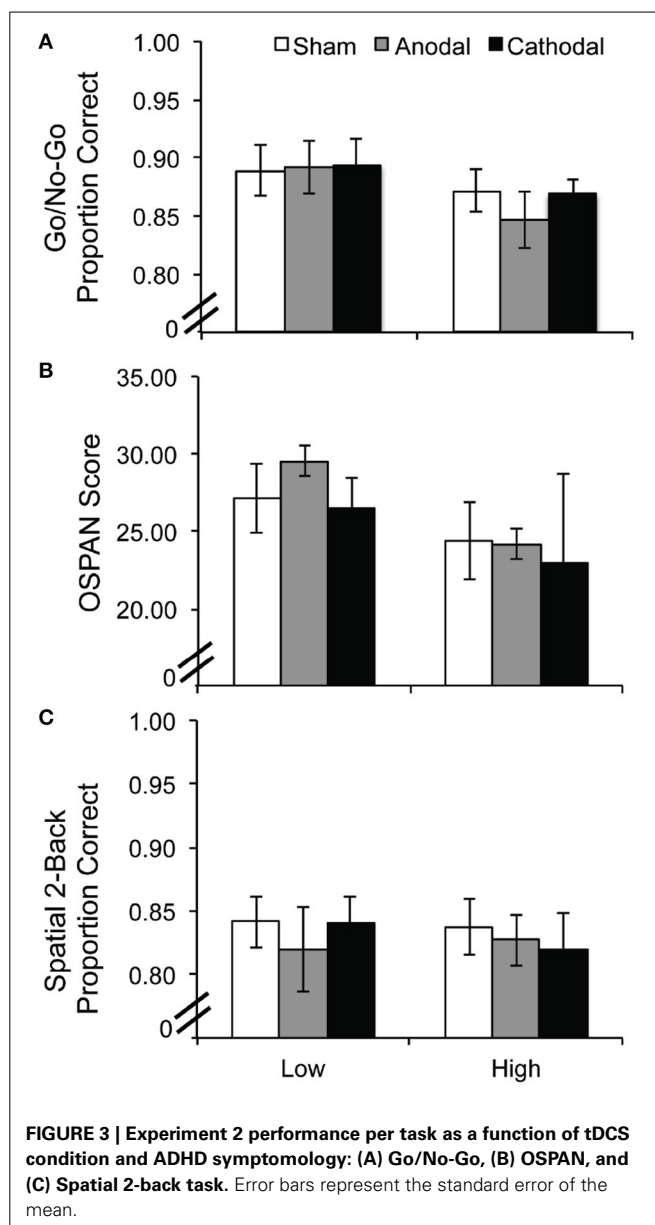 A
Sham Anodal Cathodal
Go/No-Go
Proportion Correct
1.00
0.95
0.90
0.85
0.80
0
B
OSPAN Score
35.00
30.00
25.00
20.00
0
C
Spatial 2-Back
Proportion Correct
1.00
0.95
0.90
0.85
0.80
0
Low High
FIGURE 3 | Experiment 2 performance per task as a function of tDCS
condition and ADHD symptomology: (A) Go/No-Go, (B) OSPAN, and
(C) Spatial 2-back task. Error bars represent the standard error of the
mean.